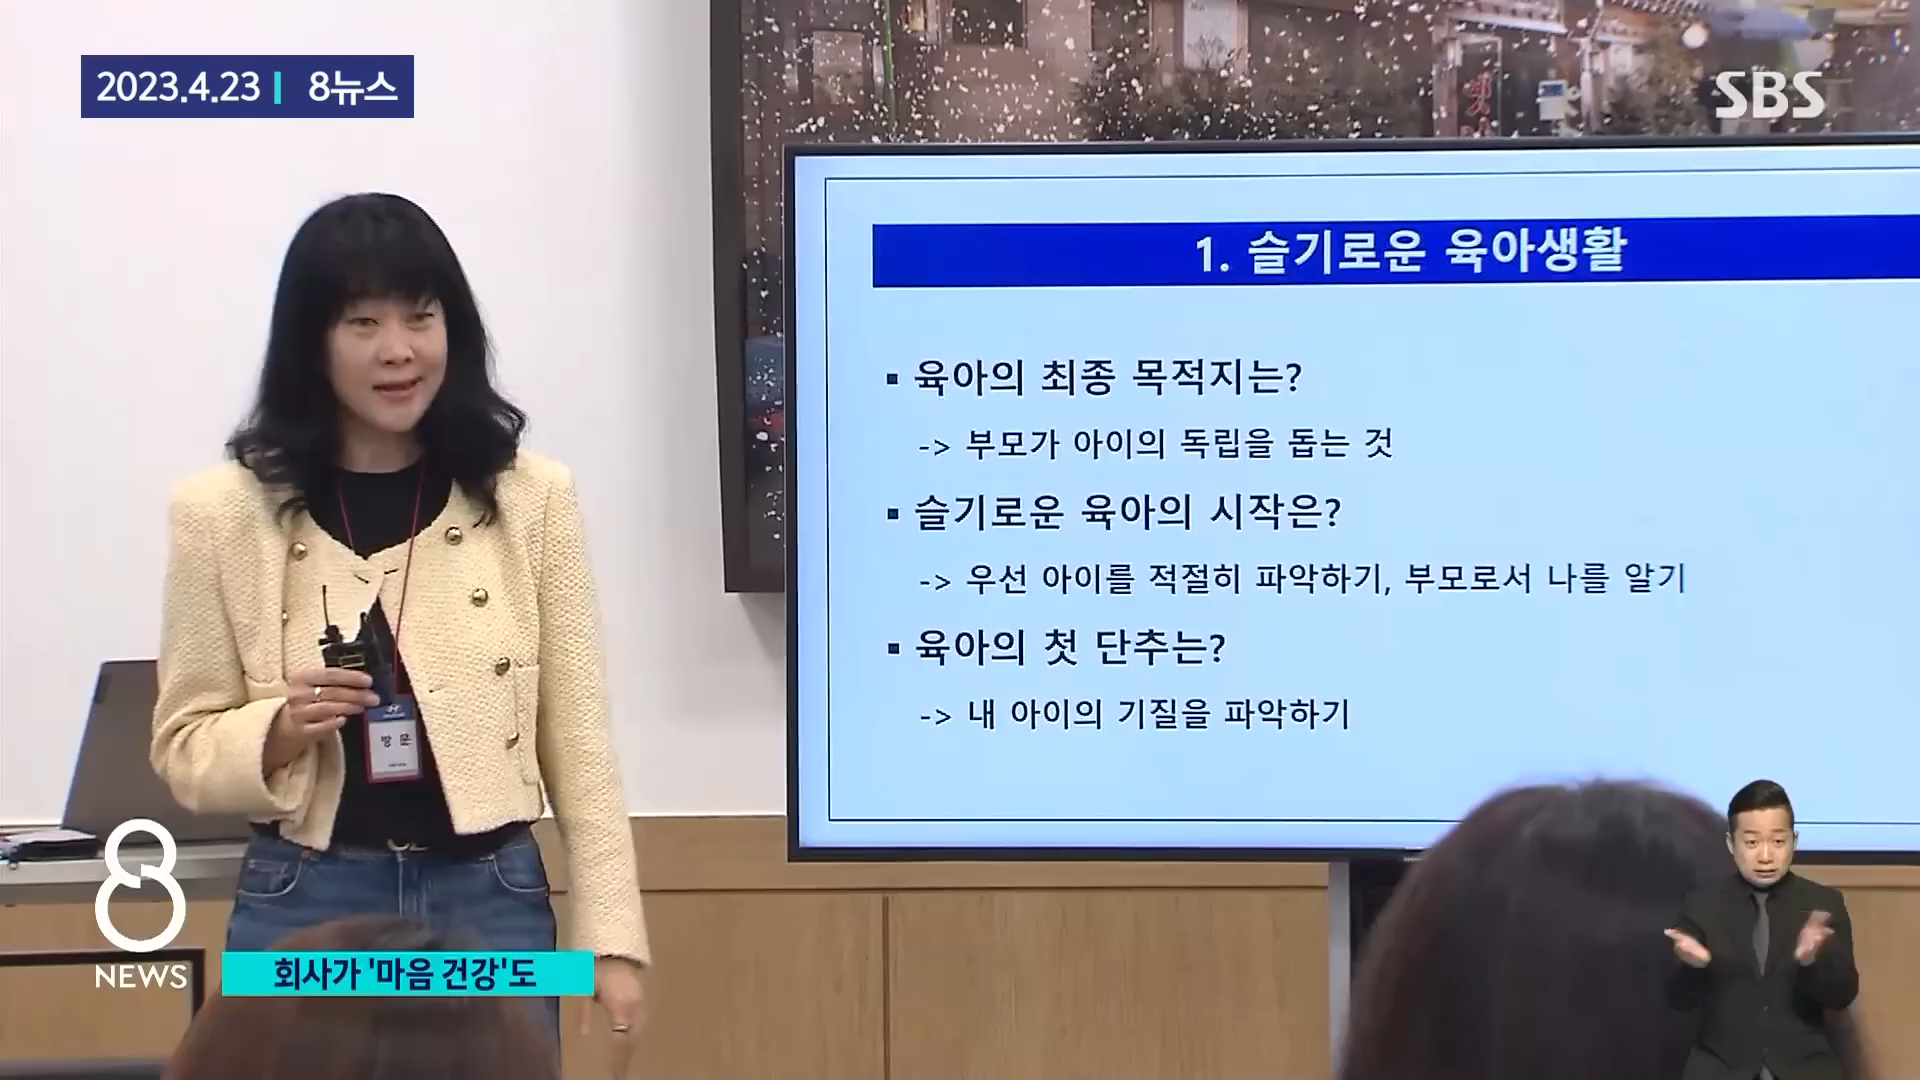 2023.4.23 | 8뉴스
SBS
1. 슬기로운 육아생활
▪ 육아의 최종 목적지는?
-> 부모가 아이의 독립을 돕는 것
▪ 슬기로운 육아의 시작은?
-> 우선 아이를 적절히 파악하기, 부모로서 나를 알기
▪ 육아의 첫 단추는?
-> 내 아이의 기질을 파악하기
방 문
8
NEWS
회사가 '마음 건강'도